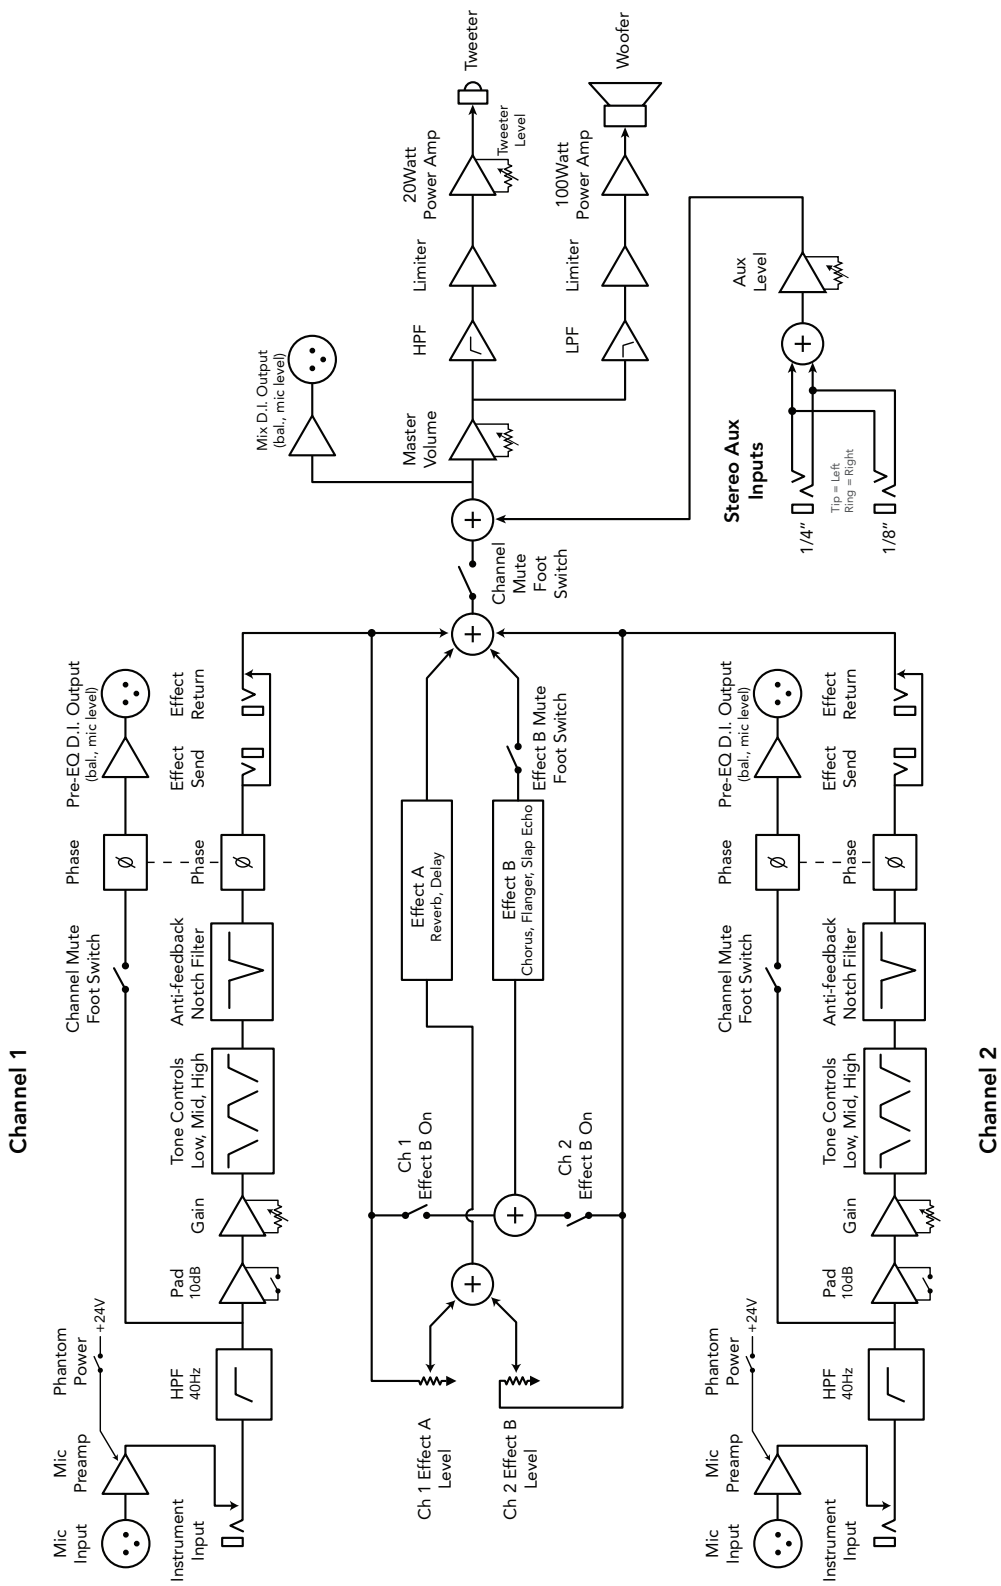 Channel 1
Mic
Input
Mic
Preamp
Phantom
Power
+24V
Channel Mute
Foot Switch
Phase
Ø
Pre-EQ D.I. Output
(bal., mic level)
Instrument
Input
HPF
40Hz
Pad
10dB
Gain
Tone Controls
Low, Mid, High
Anti-feedback
Notch Filter
Phase
Ø
Effect
Send
Effect
Return
Ch 1 Effect A
Level
Ch 2 Effect B
Level
+
Ch 1
Effect B On
+
Ch 2
Effect B On
Effect A
Reverb, Delay
Effect B
Chorus, Flanger, Slap Echo
Effect B Mute
Foot Switch
+
Channel
Mute
Foot
Switch
+
Mix D.I. Output
(bal., mic level)
Master
Volume
HPF
Limiter
20Watt
Power Amp
Tweeter
Level
Tweeter
LPF
Limiter
100Watt
Power Amp
Woofer
Stereo Aux
Inputs
1/4”
Tip = Left
Ring = Right
1/8”
+
Aux
Level
Mic
Input
Mic
Preamp
Phantom
Power
+24V
Channel Mute
Foot Switch
Phase
Ø
Pre-EQ D.I. Output
(bal., mic level)
Instrument
Input
HPF
40Hz
Pad
10dB
Gain
Tone Controls
Low, Mid, High
Anti-feedback
Notch Filter
Phase
Ø
Effect
Send
Effect
Return
Channel 2